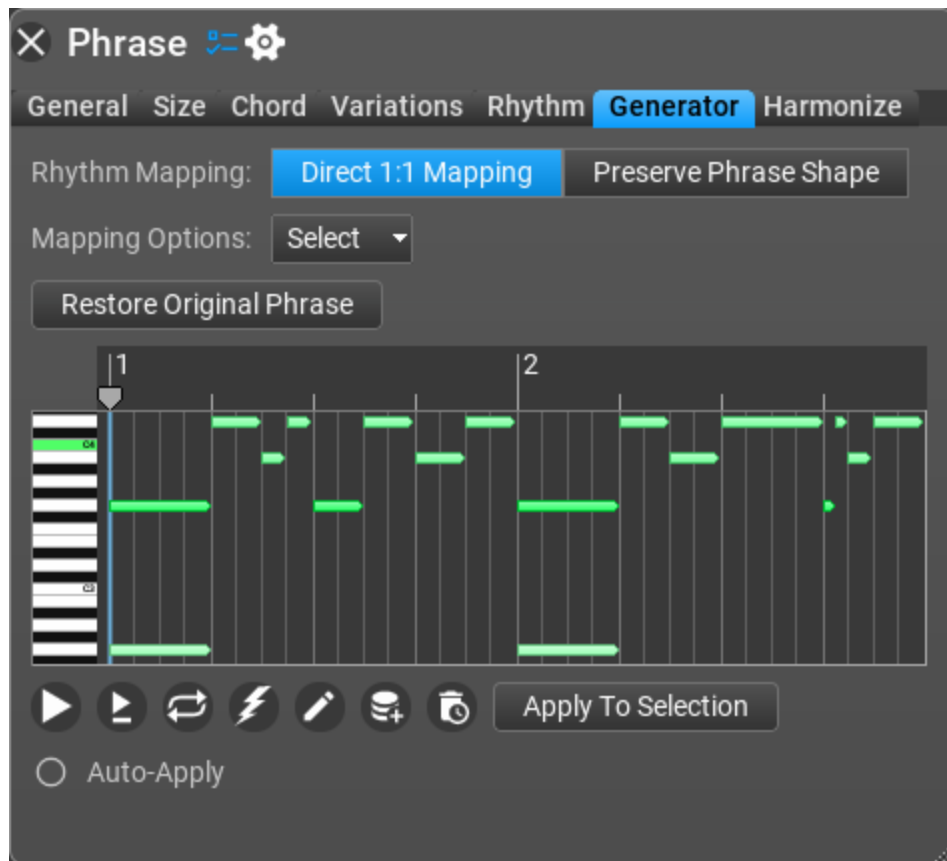 Phrase
General Size Chord Variations Rhythm Generator Harmonize
Rhythm Mapping: Direct 1:1 Mapping Preserve Phrase Shape
Mapping Options: Select
Restore Original Phrase
1 2
C4
Apply To Selection
Auto-Apply